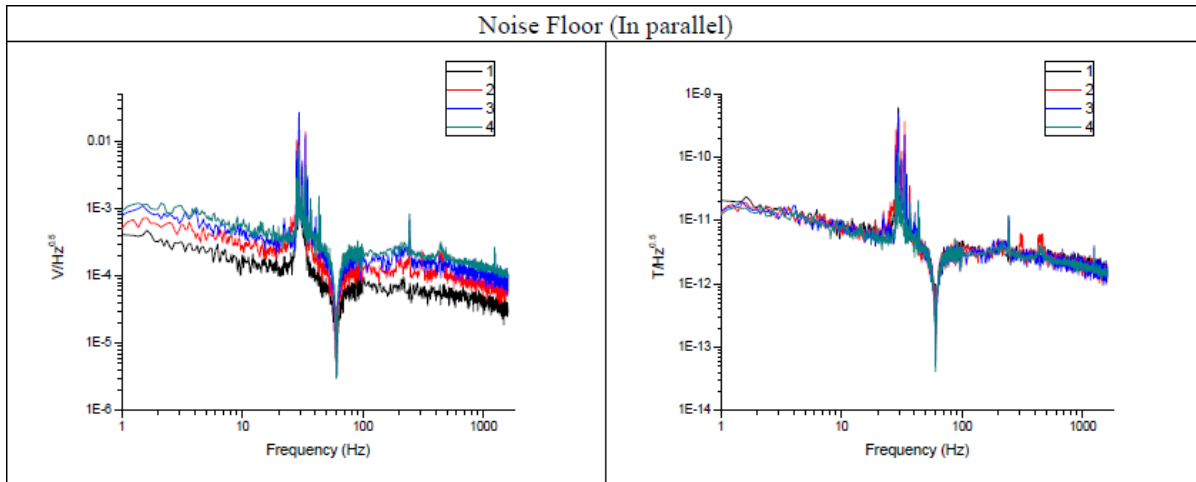 Noise Floor (In parallel)
1
2
3
4
0.01
1E-3
1E-4
1E-5
1E-6
V/HZ^0.5
1
10
100
1000
Frequency (Hz)
1
2
3
4
1E-9
1E-10
1E-11
1E-12
1E-13
1E-14
T/HZ^0.5
1
10
100
1000
Frequency (Hz)